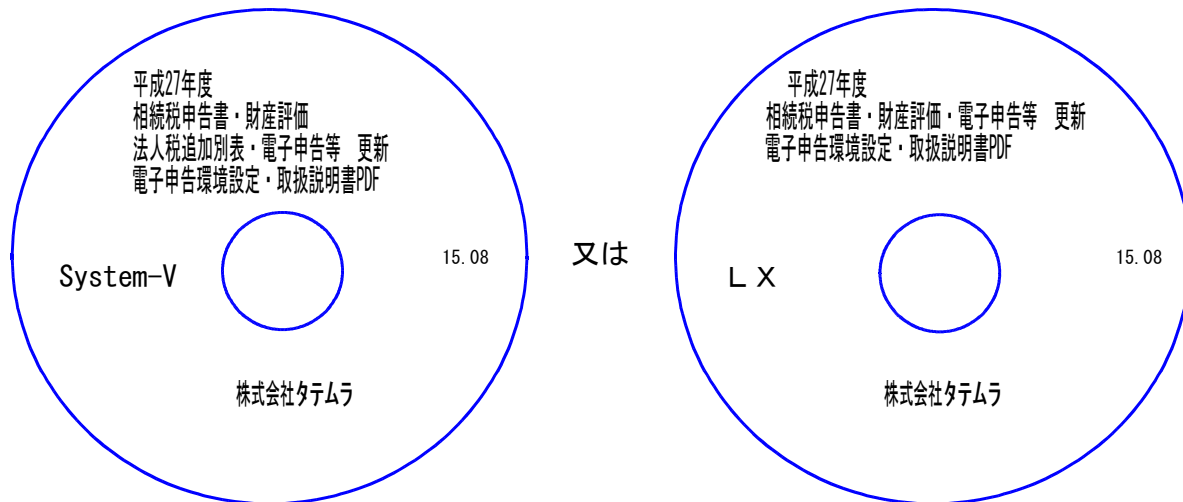 平成27年度
相続税申告書・財産評価
法人税追加別表・電子申告等　更新
電子申告環境設定・取扱説明書PDF
System-V
15.08
株式会社タテムラ
又は
平成27年度
相続税申告書・財産評価・電子申告等　更新
電子申告環境設定・取扱説明書PDF
ＬＸ
15.08
株式会社タテムラ